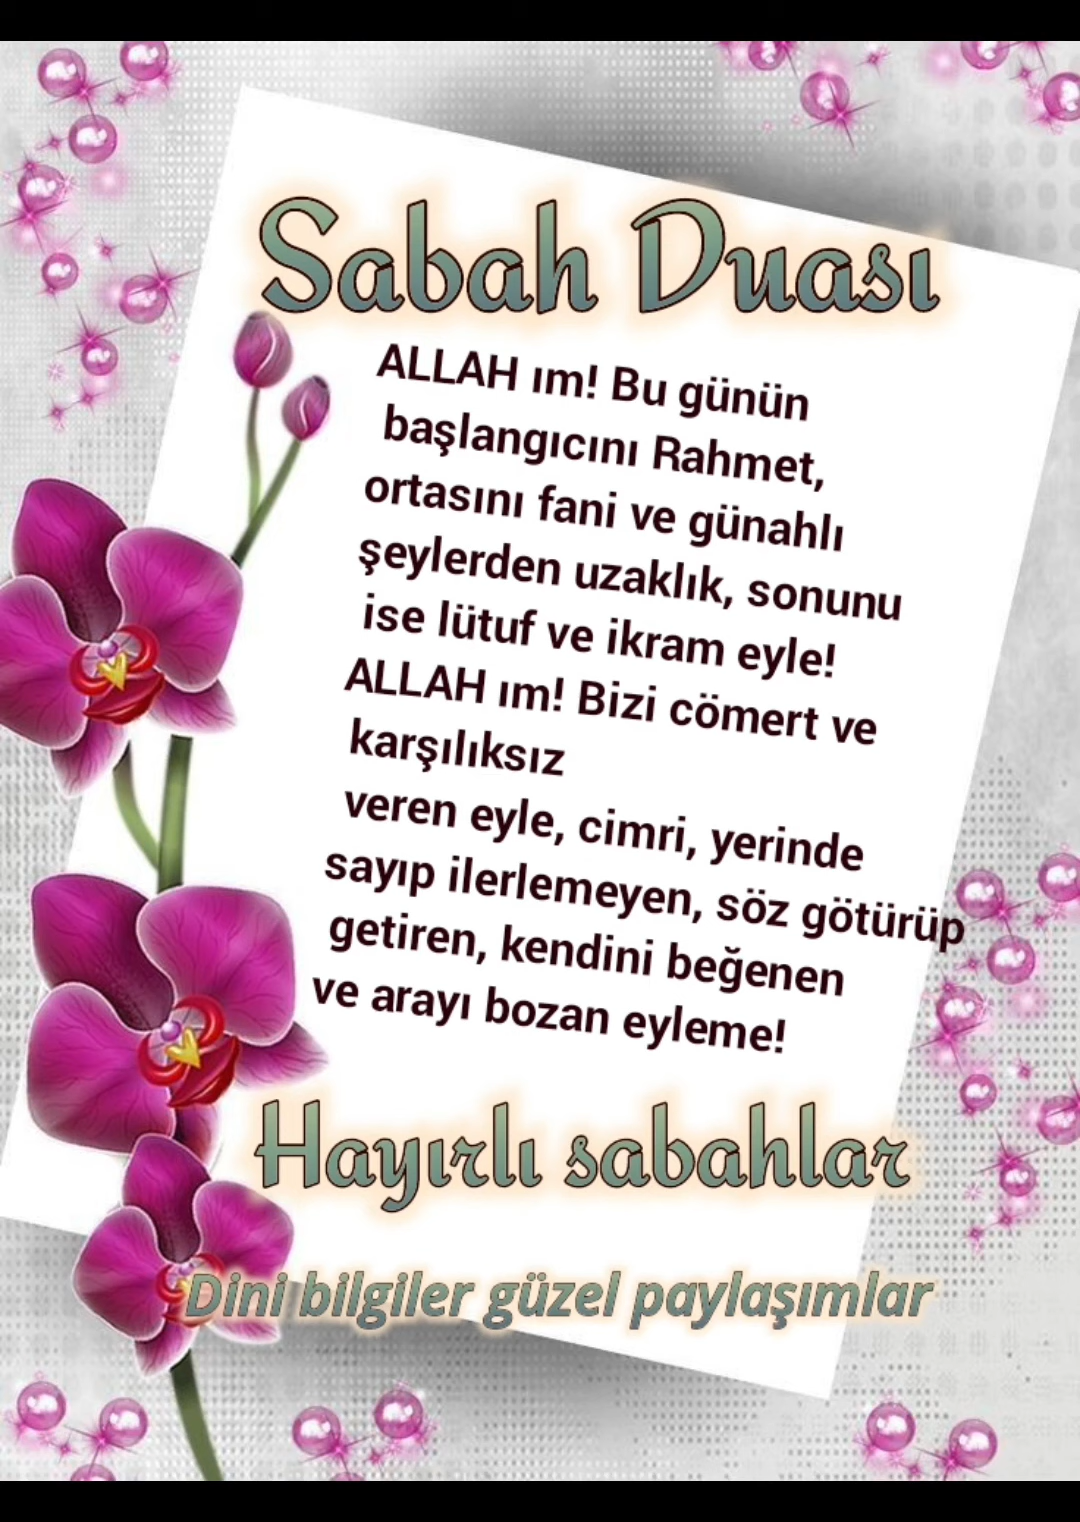 Sabah Duası
ALLAH ım! Bu günün
başlangıcını Rahmet,
ortasını fani ve günahlı
şeylerden uzaklık, sonunu
ise lütuf ve ikram eyle!
ALLAH ım! Bizi cömert ve
karşılıksız
veren eyle, cimri, yerinde
sayıp ilerlemeyen, söz götürüp
getiren, kendini beğenen
ve arayı bozan eyleme!
Hayırlı sabahlar
Dini bilgiler güzel paylaşımlar